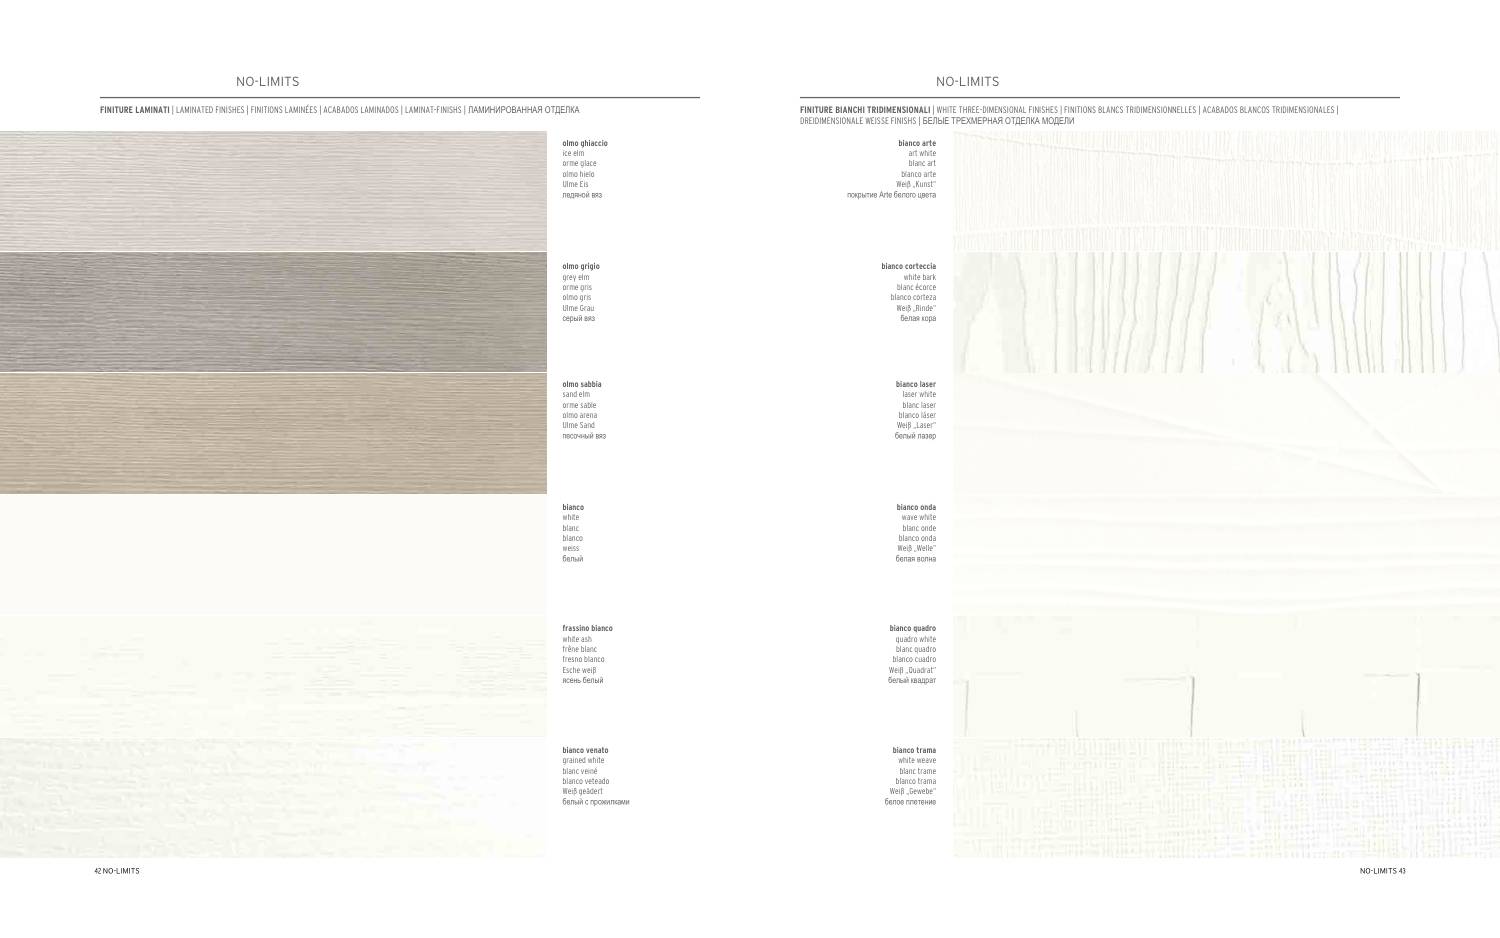 NO-LIMITS
FINITURE LAMINATI | LAMINATED FINISHES | FINITIONS LAMINÉES | ACABADOS LAMINADOS | LAMINAT-FINISHS | ЛАМИНИРОВАННАЯ ОТДЕЛКА
olmo ghiaccio
ice elm
orme glace
olmo hielo
Ulme Eis
ледяной вяз
olmo grigio
grey elm
orme gris
olmo gris
Ulme Grau
серый вяз
olmo sabbia
sand elm
orme sable
olmo arena
Ulme Sand
песочный вяз
bianco
white
blanc
blanco
weiss
белый
frassino bianco
white ash
frêne blanc
fresno blanco
Esche weiß
ясень белый
bianco venato
grained white
blanc veiné
blanco veteado
Weiß geädert
белый с прожилками
42 NO-LIMITS
NO-LIMITS
FINITURE BIANCHI TRIDIMENSIONALI | WHITE THREE-DIMENSIONAL FINISHES | FINITIONS BLANCS TRIDIMENSIONNELLES | ACABADOS BLANCOS TRIDIMENSIONALES |
DREIDIMENSIONALE WEISSE FINISHS | БЕЛЫЕ ТРЕХМЕРНАЯ ОТДЕЛКА МОДЕЛИ
bianco arte
art white
blanc art
blanco arte
Weiß „Kunst“
покрытие Arte белого цвета
bianco corteccia
white bark
blanc écorce
blanco corteza
Weiß „Rinde“
белая кора
bianco laser
laser white
blanc laser
blanco láser
Weiß „Laser“
белый лазер
bianco onda
wave white
blanc onde
blanco onda
Weiß „Welle“
белая волна
bianco quadro
quadro white
blanc quadro
blanco cuadro
Weiß „Quadrat“
белый квадрат
bianco trama
white weave
blanc trame
blanco trama
Weiß „Gewebe“
белое плетение
NO-LIMITS 43